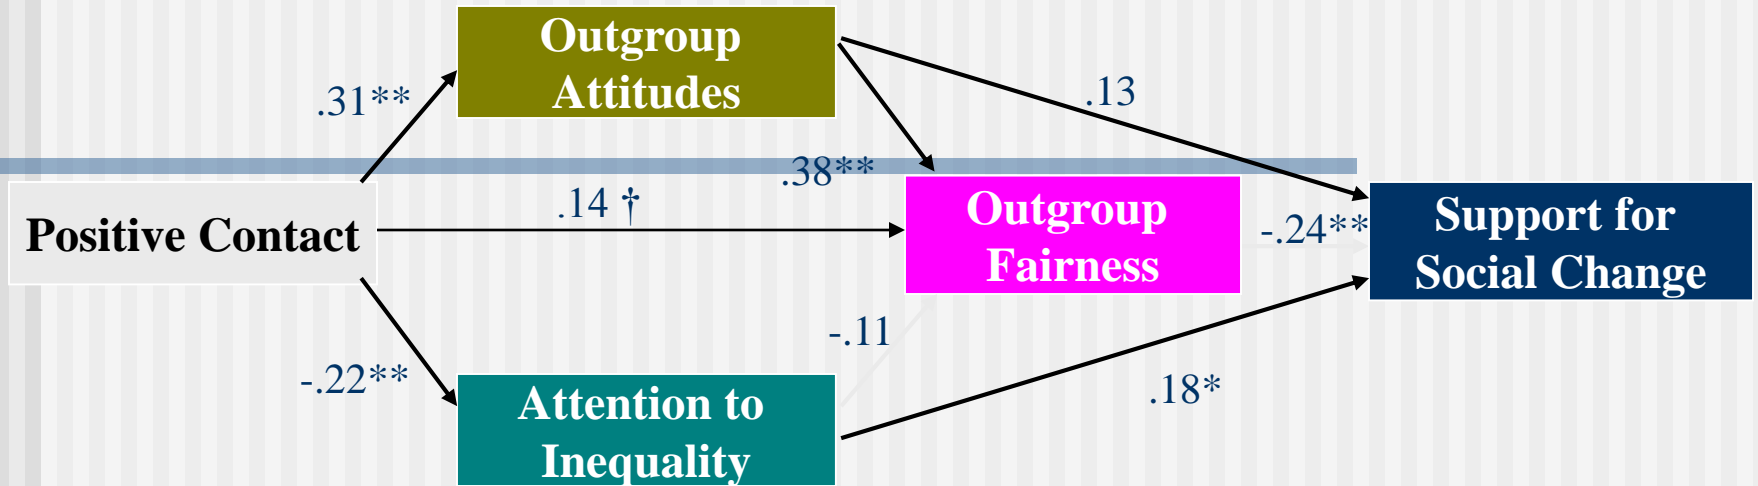 Outgroup
Attitudes
.31**
.13
.38**
.14 †
Positive Contact
Outgroup
Fairness
-.24**
Support for
Social Change
-.11
-.22**
.18*
Attention to
Inequality